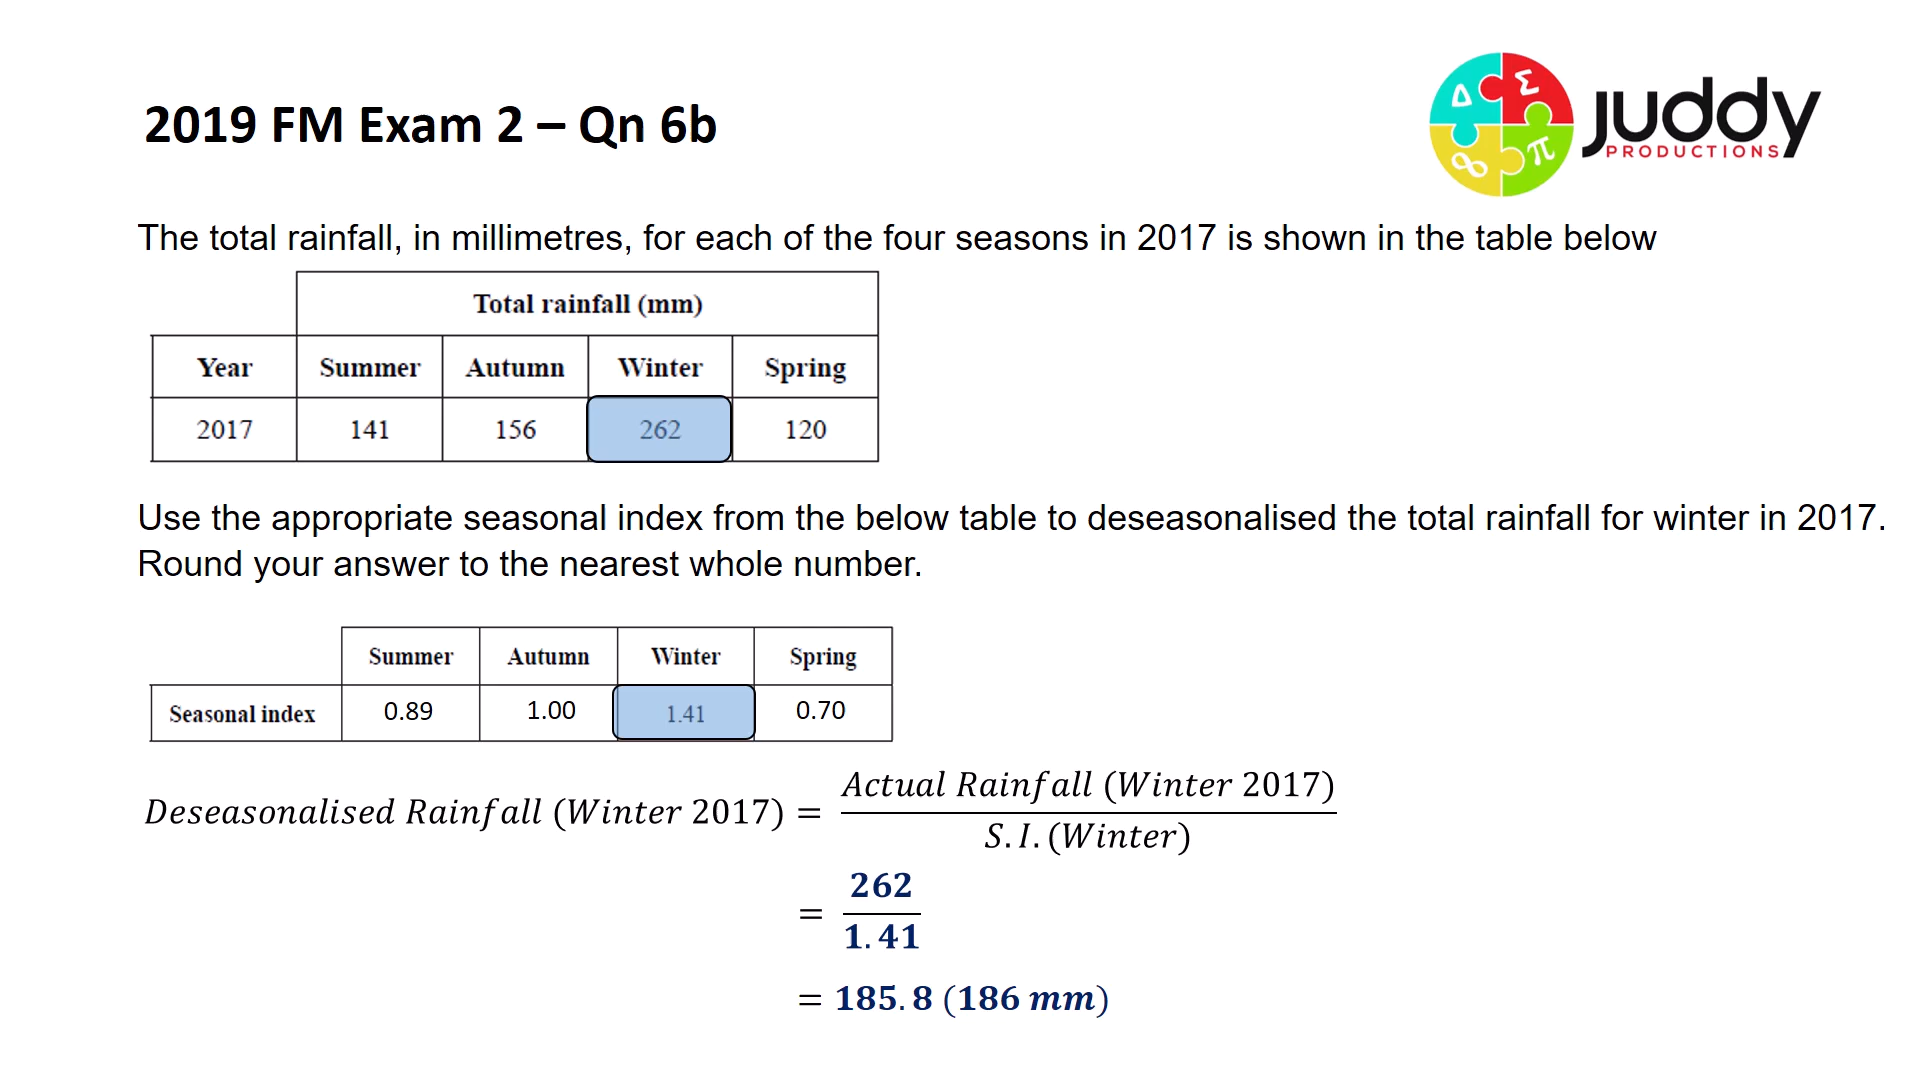 2019 FM Exam 2 – Qn 6b
Δ Σ ∞ π
juddy
PRODUCTIONS
The total rainfall, in millimetres, for each of the four seasons in 2017 is shown in the table below
Total rainfall (mm)
Year Summer Autumn Winter Spring
2017 141 156 262 120
Use the appropriate seasonal index from the below table to deseasonalised the total rainfall for winter in 2017.
Round your answer to the nearest whole number.
Summer Autumn Winter Spring
Seasonal index 0.89 1.00 1.41 0.70
Deseasonalised Rainfall (Winter 2017) = Actual Rainfall (Winter 2017)
S.I.(Winter)
= 262
1.41
= 185.8 (186 mm)